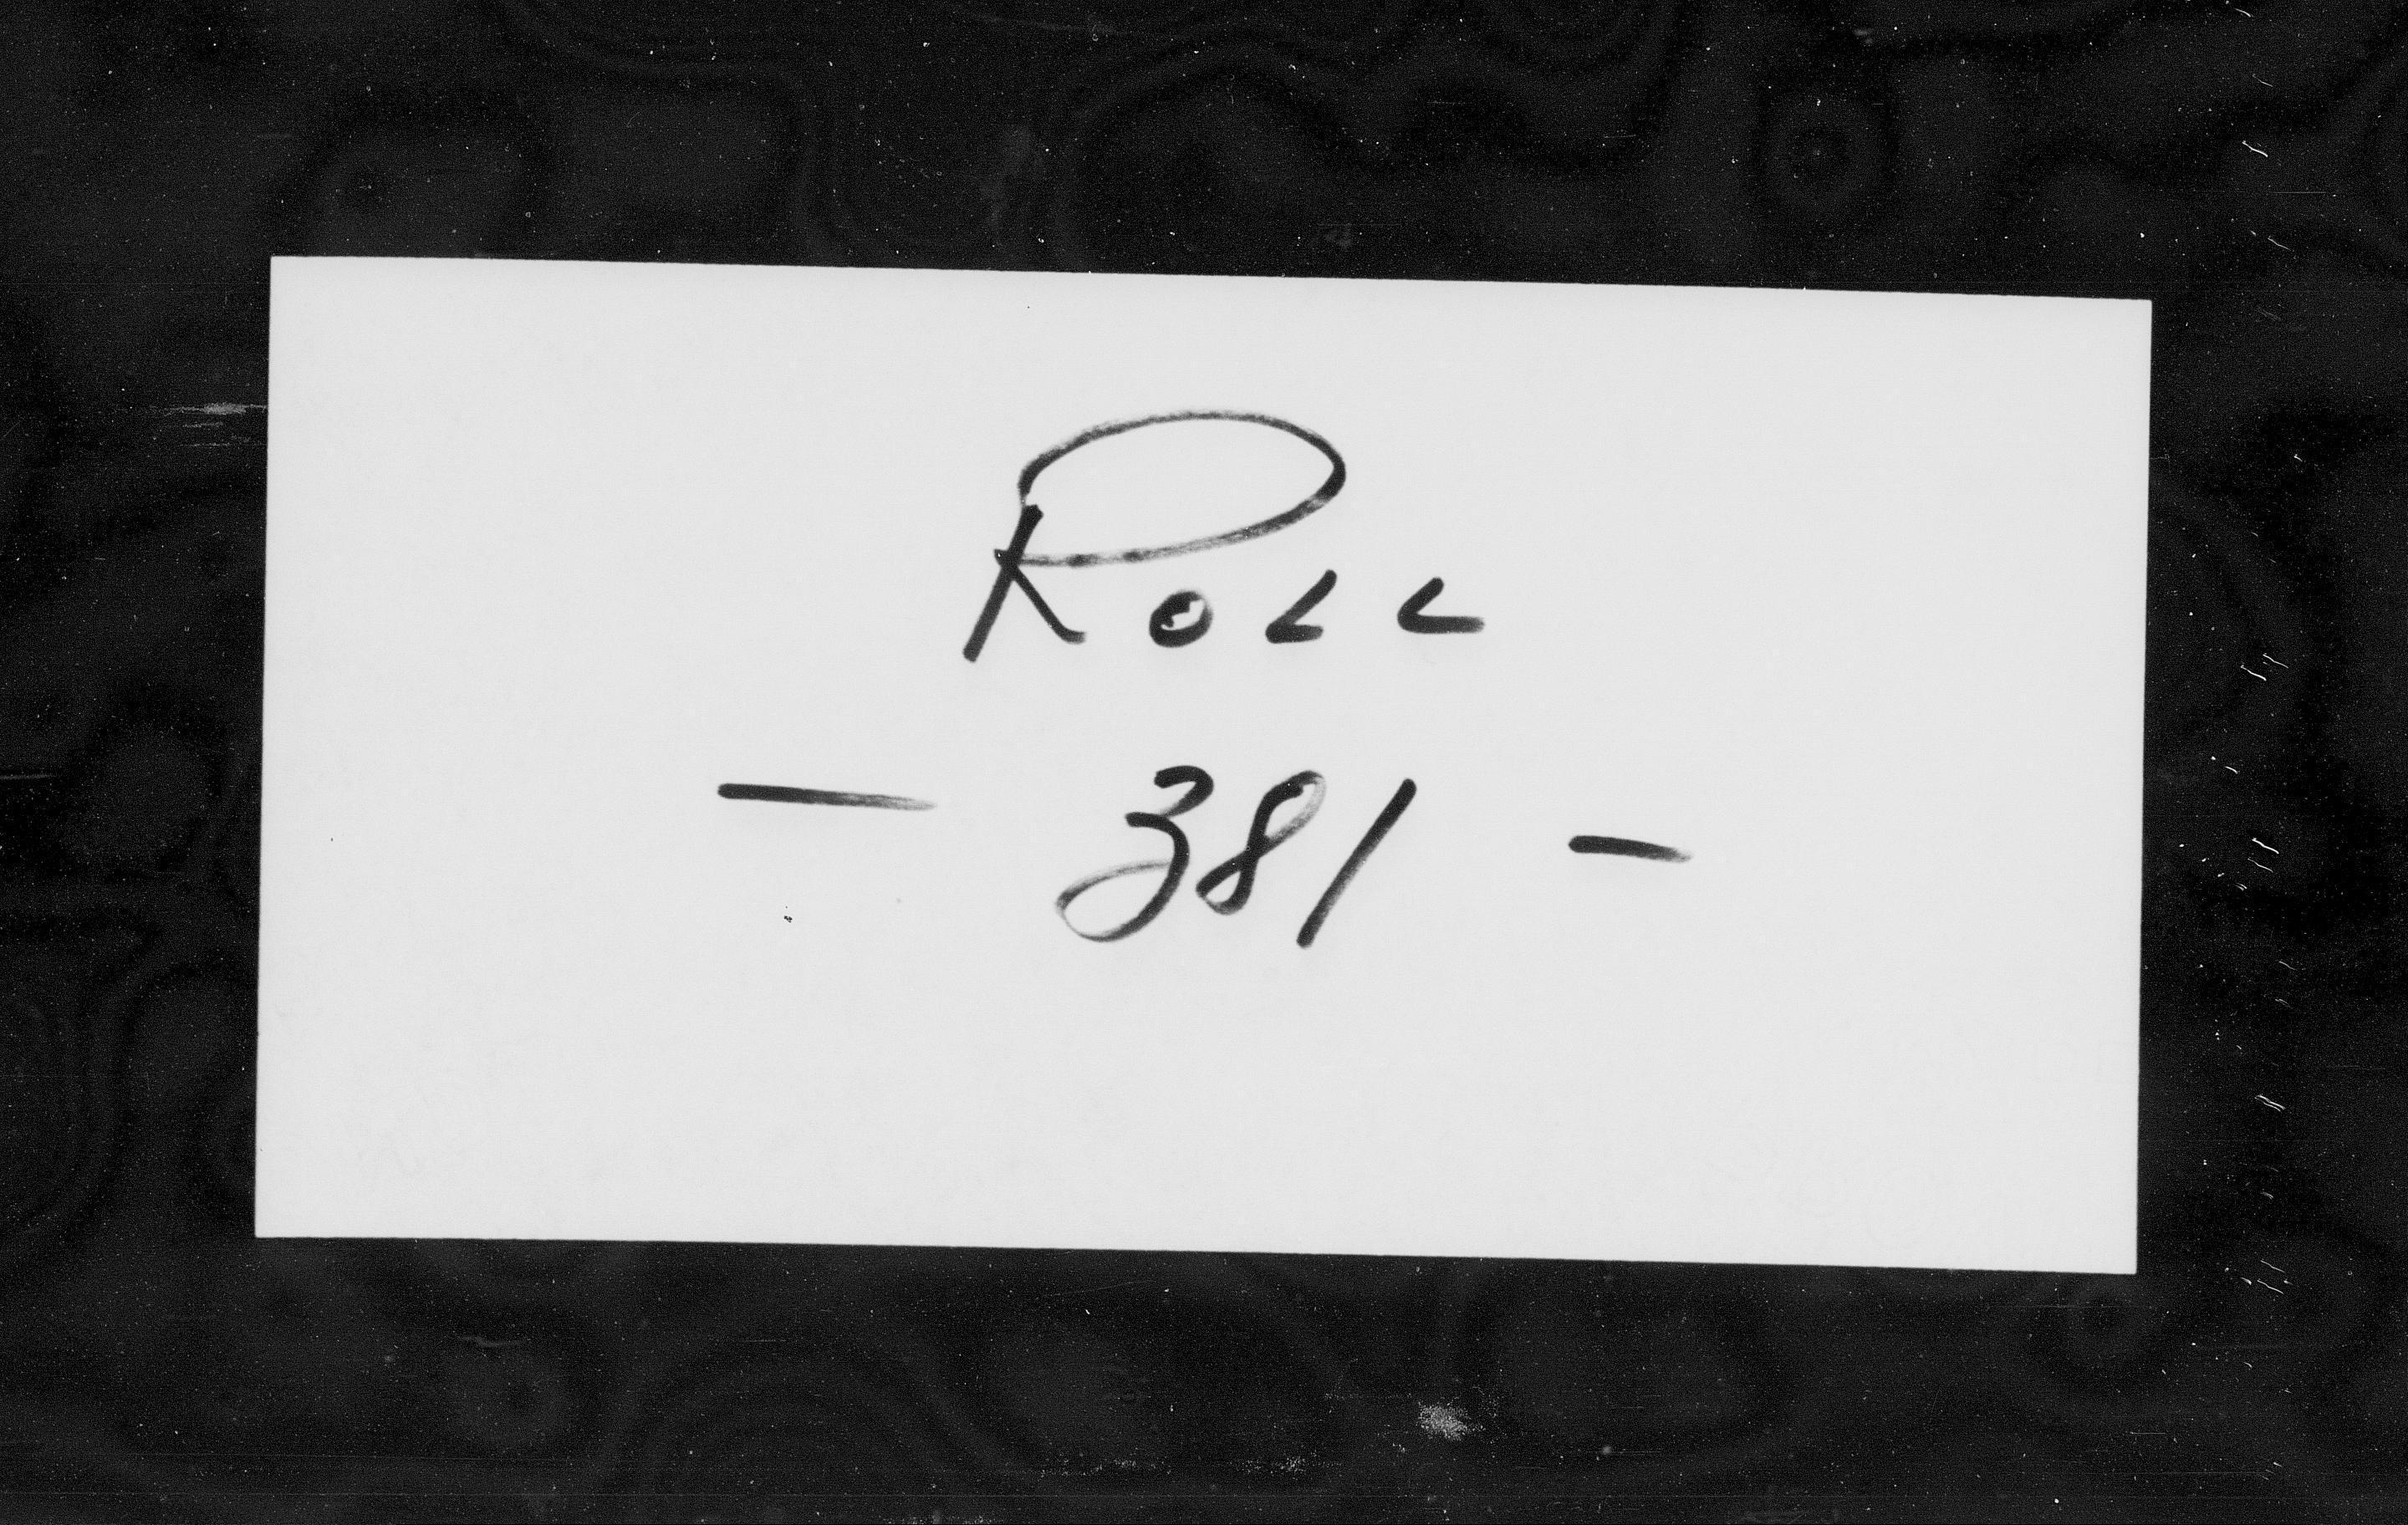 ROLL
— 381 —